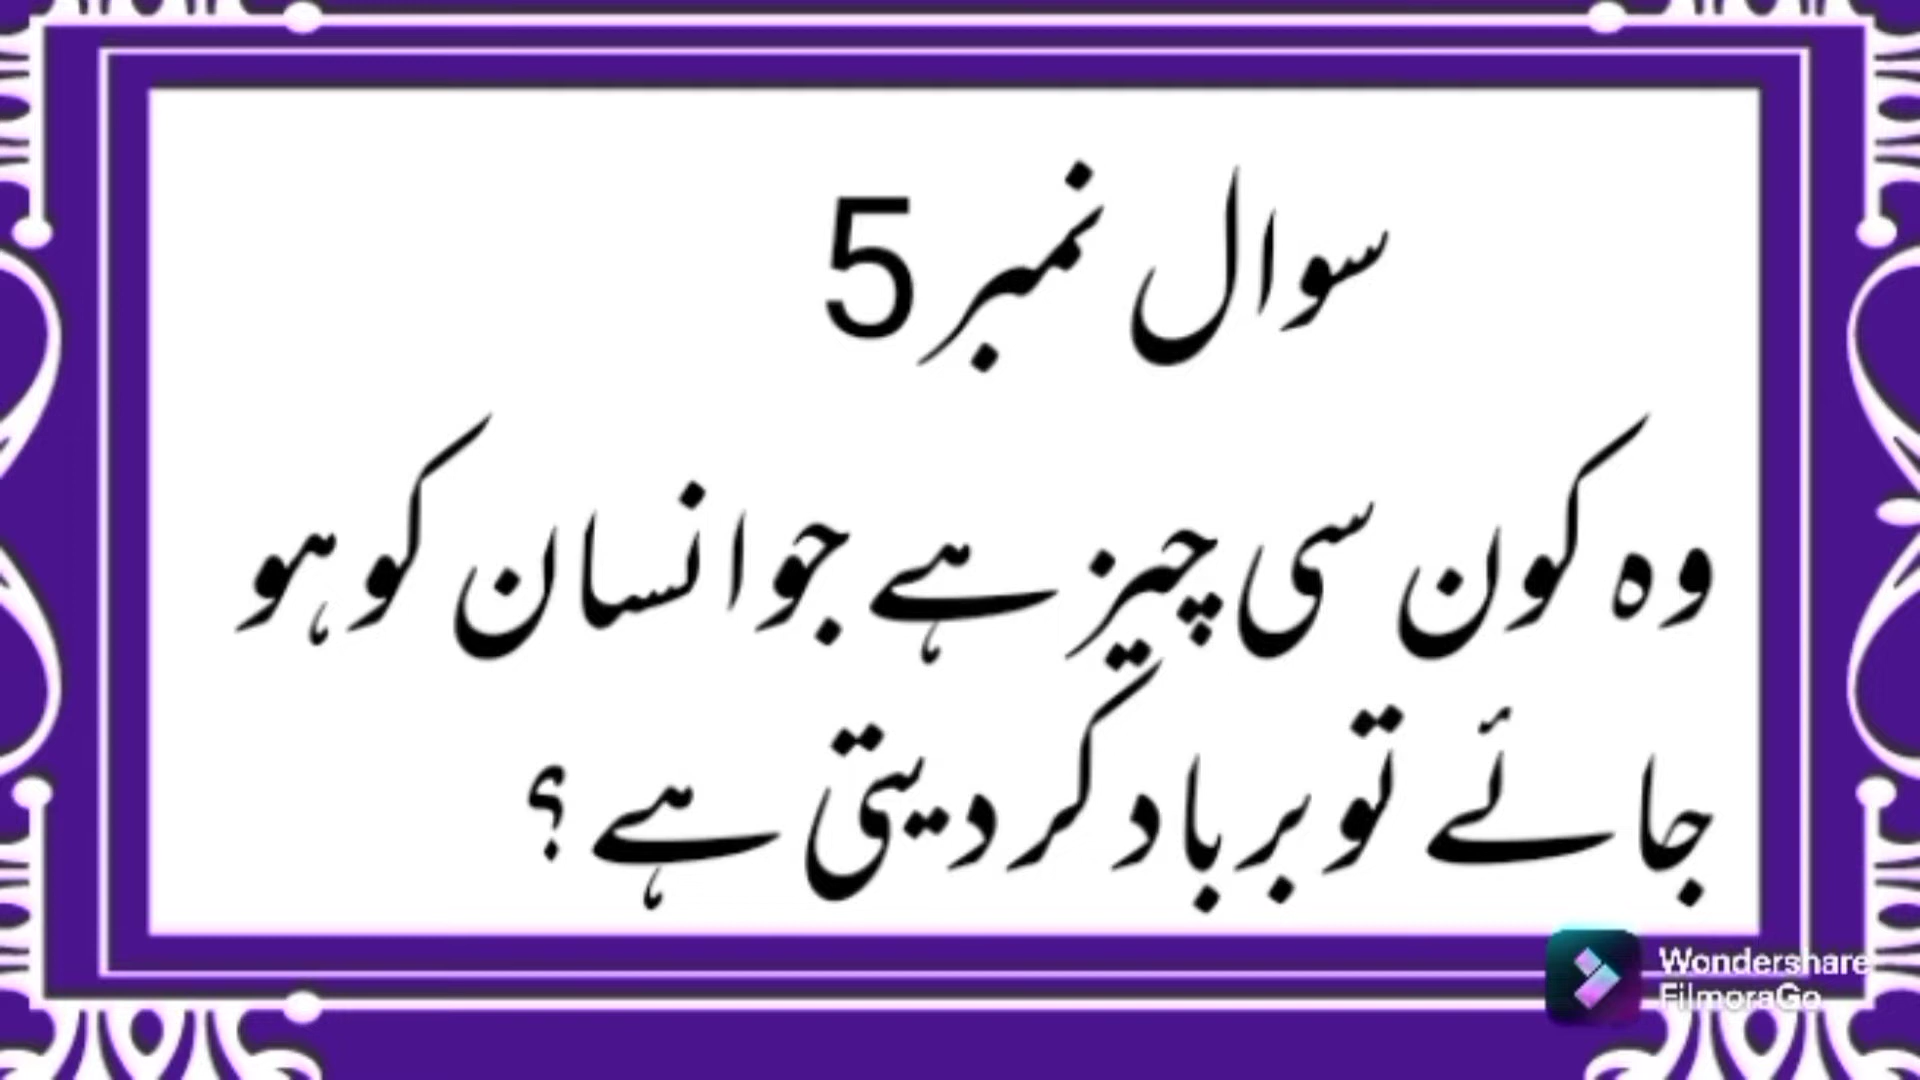 سوال نمبر 5
وہ کون سی چیز ہے جو انسان کو ہو
جائے تو برباد کر دیتی ہے ؟
Wondershare
FilmoraGo